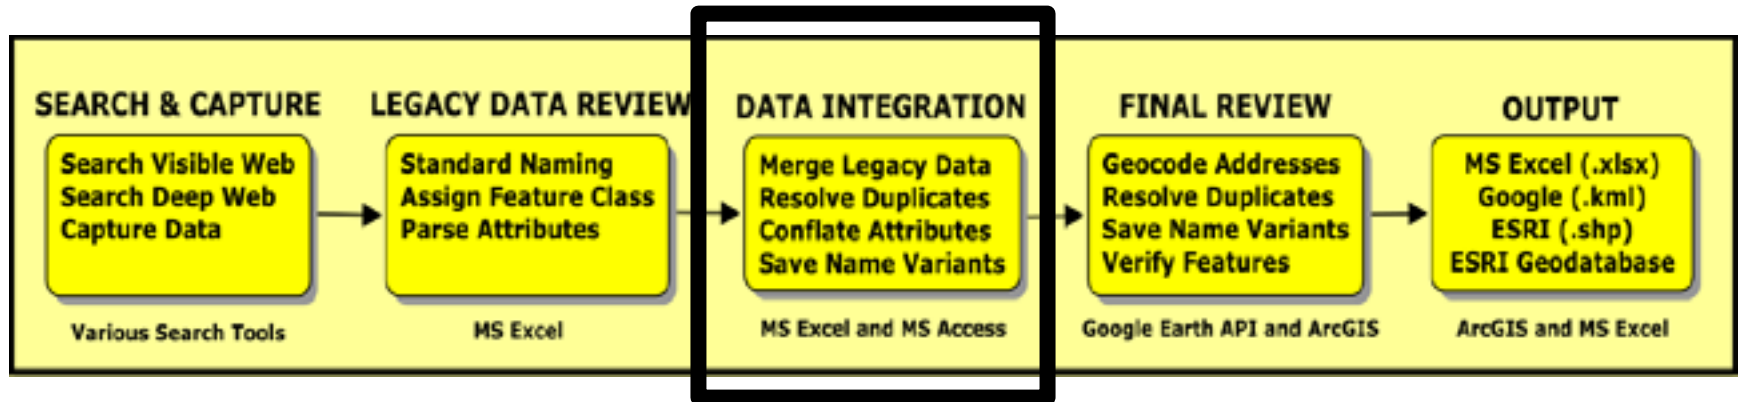 SEARCH & CAPTURE
Search Visible Web
Search Deep Web
Capture Data
Various Search Tools
LEGACY DATA REVIEW
Standard Naming
Assign Feature Class
Parse Attributes
MS Excel
DATA INTEGRATION
Merge Legacy Data
Resolve Duplicates
Conflate Attributes
Save Name Variants
MS Excel and MS Access
FINAL REVIEW
Geocode Addresses
Resolve Duplicates
Save Name Variants
Verify Features
Google Earth API and ArcGIS
OUTPUT
MS Excel (.xlsx)
Google (.kml)
ESRI (.shp)
ESRI Geodatabase
ArcGIS and MS Excel